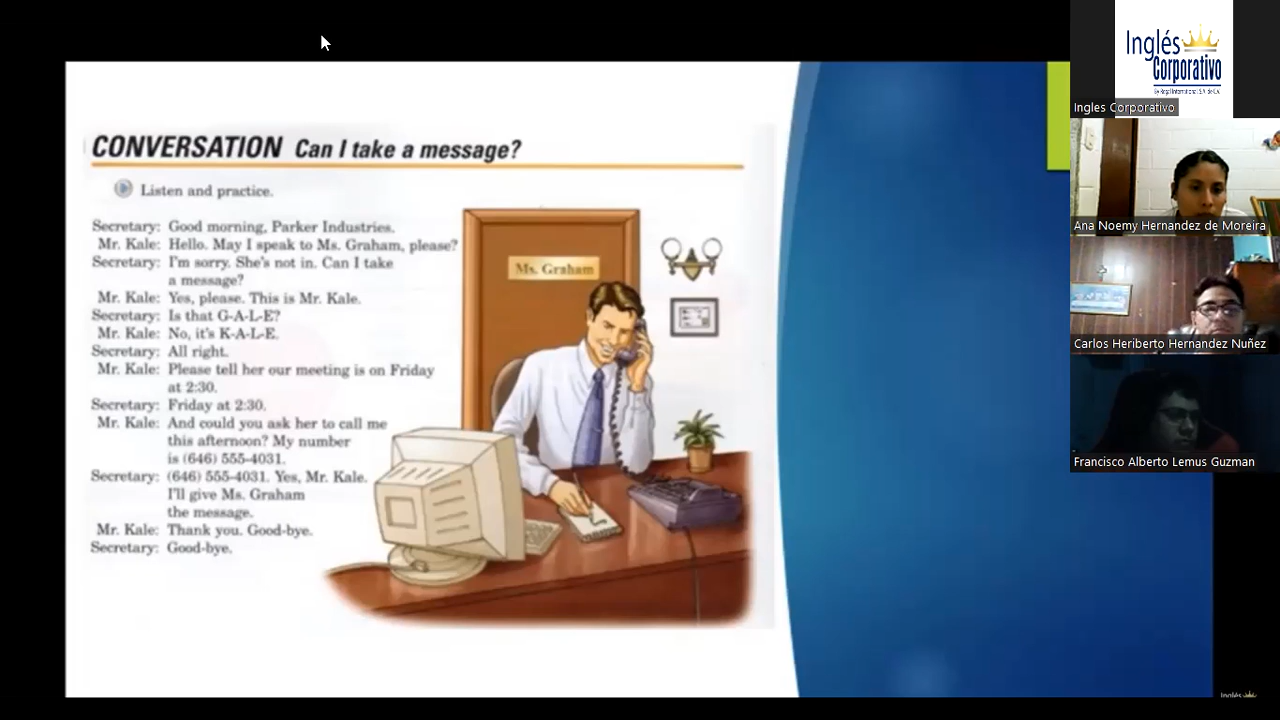 CONVERSATION Can I take a message?
Listen and practice.
Secretary: Good morning, Parker Industries.
Mr. Kale: Hello. May I speak to Ms. Graham, please?
Secretary: I'm sorry. She's not in. Can I take
a message?
Mr. Kale: Yes, please. This is Mr. Kale.
Secretary: Is that G-A-L-E?
Mr. Kale: No, it's K-A-L-E.
Secretary: All right.
Mr. Kale: Please tell her our meeting is on Friday
at 2:30.
Secretary: Friday at 2:30.
Mr. Kale: And could you ask her to call me
this afternoon? My number
is (646) 555-4031.
Secretary: (646) 555-4031. Yes, Mr. Kale.
I'll give Ms. Graham
the message.
Mr. Kale: Thank you. Good-bye.
Secretary: Good-bye.
Ms. Graham
Inglés
Corporativo
Ingles Corporativo
Ana Noemy Hernandez de Moreira
Carlos Heriberto Hernandez Nuñez
Francisco Alberto Lemus Guzman
Inglés